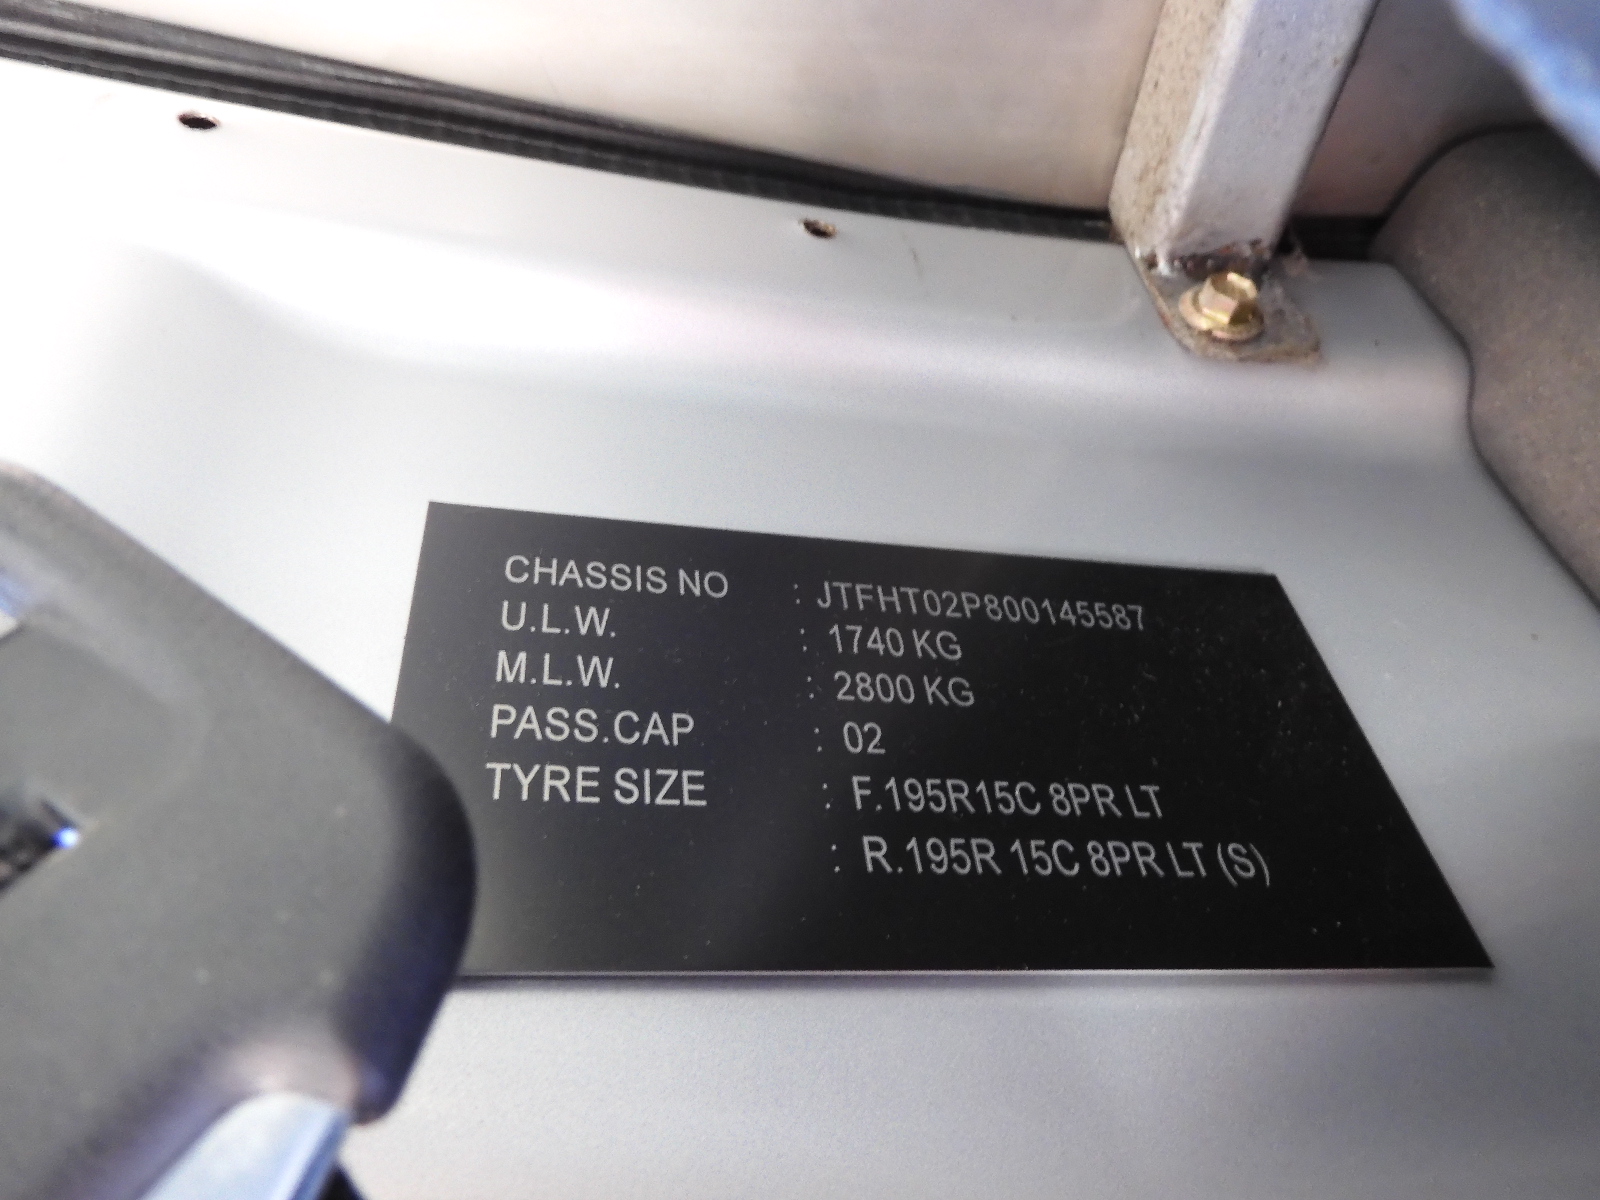 CHASSIS NO : JTFHT02P800145587
U.L.W. : 1740 KG
M.L.W. : 2800 KG
PASS.CAP : 02
TYRE SIZE : F.195R15C 8PR LT
: R.195R 15C 8PR LT (S)